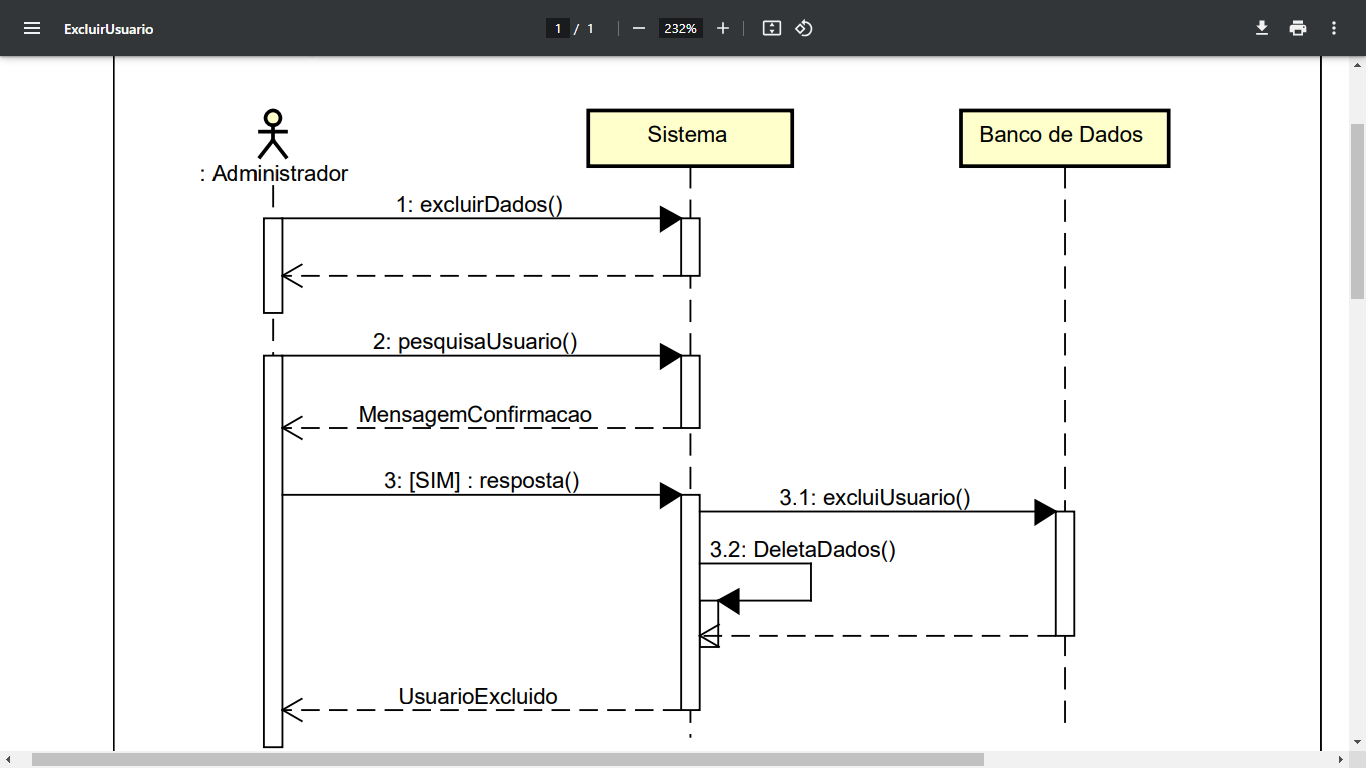 ExcluirUsuario
1 / 1
232%
Sistema
Banco de Dados
: Administrador
1: excluirDados()
2: pesquisaUsuario()
MensagemConfirmacao
3: [SIM] : resposta()
3.1: excluiUsuario()
3.2: DeletaDados()
UsuarioExcluido